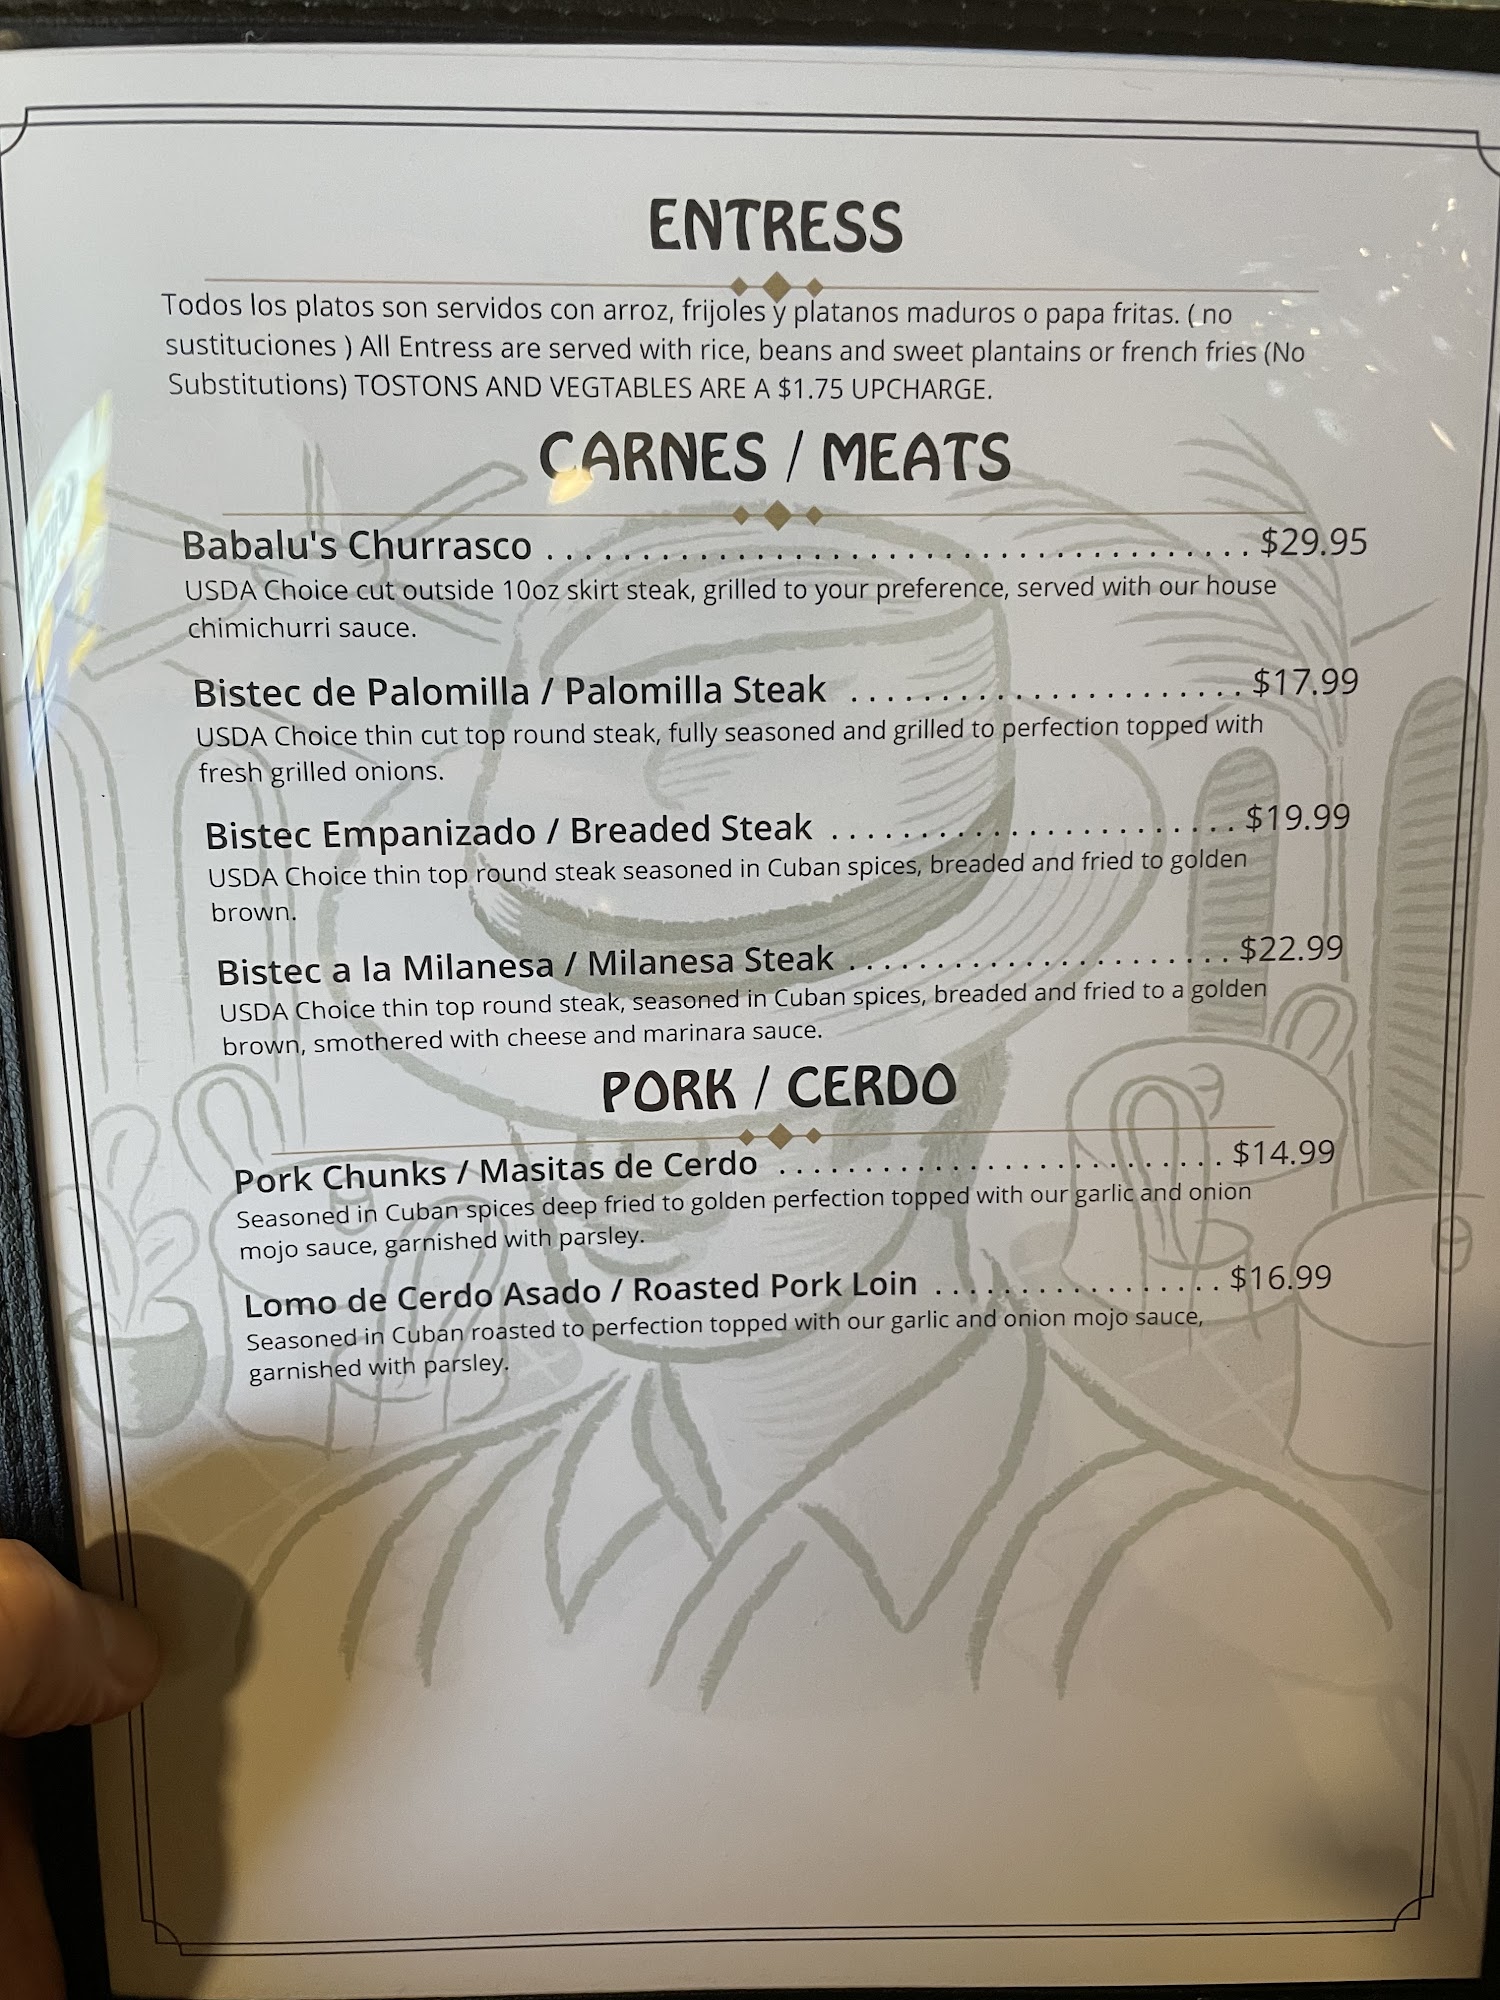 ENTRESS
Todos los platos son servidos con arroz, frijoles y platanos maduros o papa fritas. ( no
sustituciones ) All Entress are served with rice, beans and sweet plantains or french fries (No
Substitutions) TOSTONS AND VEGTABLES ARE A $1.75 UPCHARGE.
CARNES / MEATS
Babalu's Churrasco . . . . . . . . . . . . . . . . . . . . . . . . . . . . . . . . . . . . . . . $29.95
USDA Choice cut outside 10oz skirt steak, grilled to your preference, served with our house
chimichurri sauce.
Bistec de Palomilla / Palomilla Steak . . . . . . . . . . . . . . . . . . . . . . $17.99
USDA Choice thin cut top round steak, fully seasoned and grilled to perfection topped with
fresh grilled onions.
Bistec Empanizado / Breaded Steak . . . . . . . . . . . . . . . . . . . . . . . $19.99
USDA Choice thin top round steak seasoned in Cuban spices, breaded and fried to golden
brown.
Bistec a la Milanesa / Milanesa Steak . . . . . . . . . . . . . . . . . . . . . . $22.99
USDA Choice thin top round steak, seasoned in Cuban spices, breaded and fried to a golden
brown, smothered with cheese and marinara sauce.
PORK / CERDO
Pork Chunks / Masitas de Cerdo . . . . . . . . . . . . . . . . . . . . . . . . . . $14.99
Seasoned in Cuban spices deep fried to golden perfection topped with our garlic and onion
mojo sauce, garnished with parsley.
Lomo de Cerdo Asado / Roasted Pork Loin . . . . . . . . . . . . . . . . . $16.99
Seasoned in Cuban roasted to perfection topped with our garlic and onion mojo sauce,
garnished with parsley.